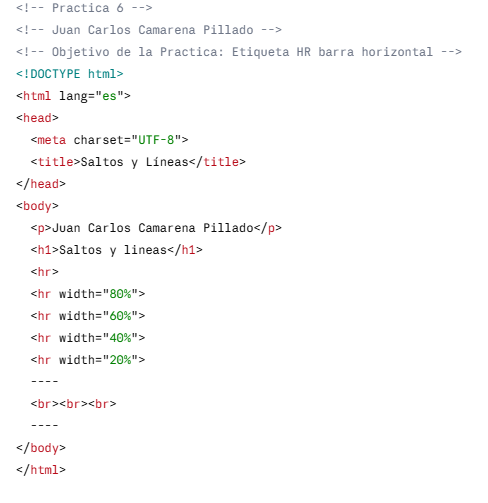 <!-- Practica 6 -->
<!-- Juan Carlos Camarena Pillado -->
<!-- Objetivo de la Practica: Etiqueta HR barra horizontal -->
<!DOCTYPE html>
<html lang="es">
<head>
  <meta charset="UTF-8">
  <title>Saltos y Líneas</title>
</head>
<body>
  <p>Juan Carlos Camarena Pillado</p>
  <h1>Saltos y lineas</h1>
  <hr>
  <hr width="80%">
  <hr width="60%">
  <hr width="40%">
  <hr width="20%">
  ----
  <br><br><br>
  ----
</body>
</html>